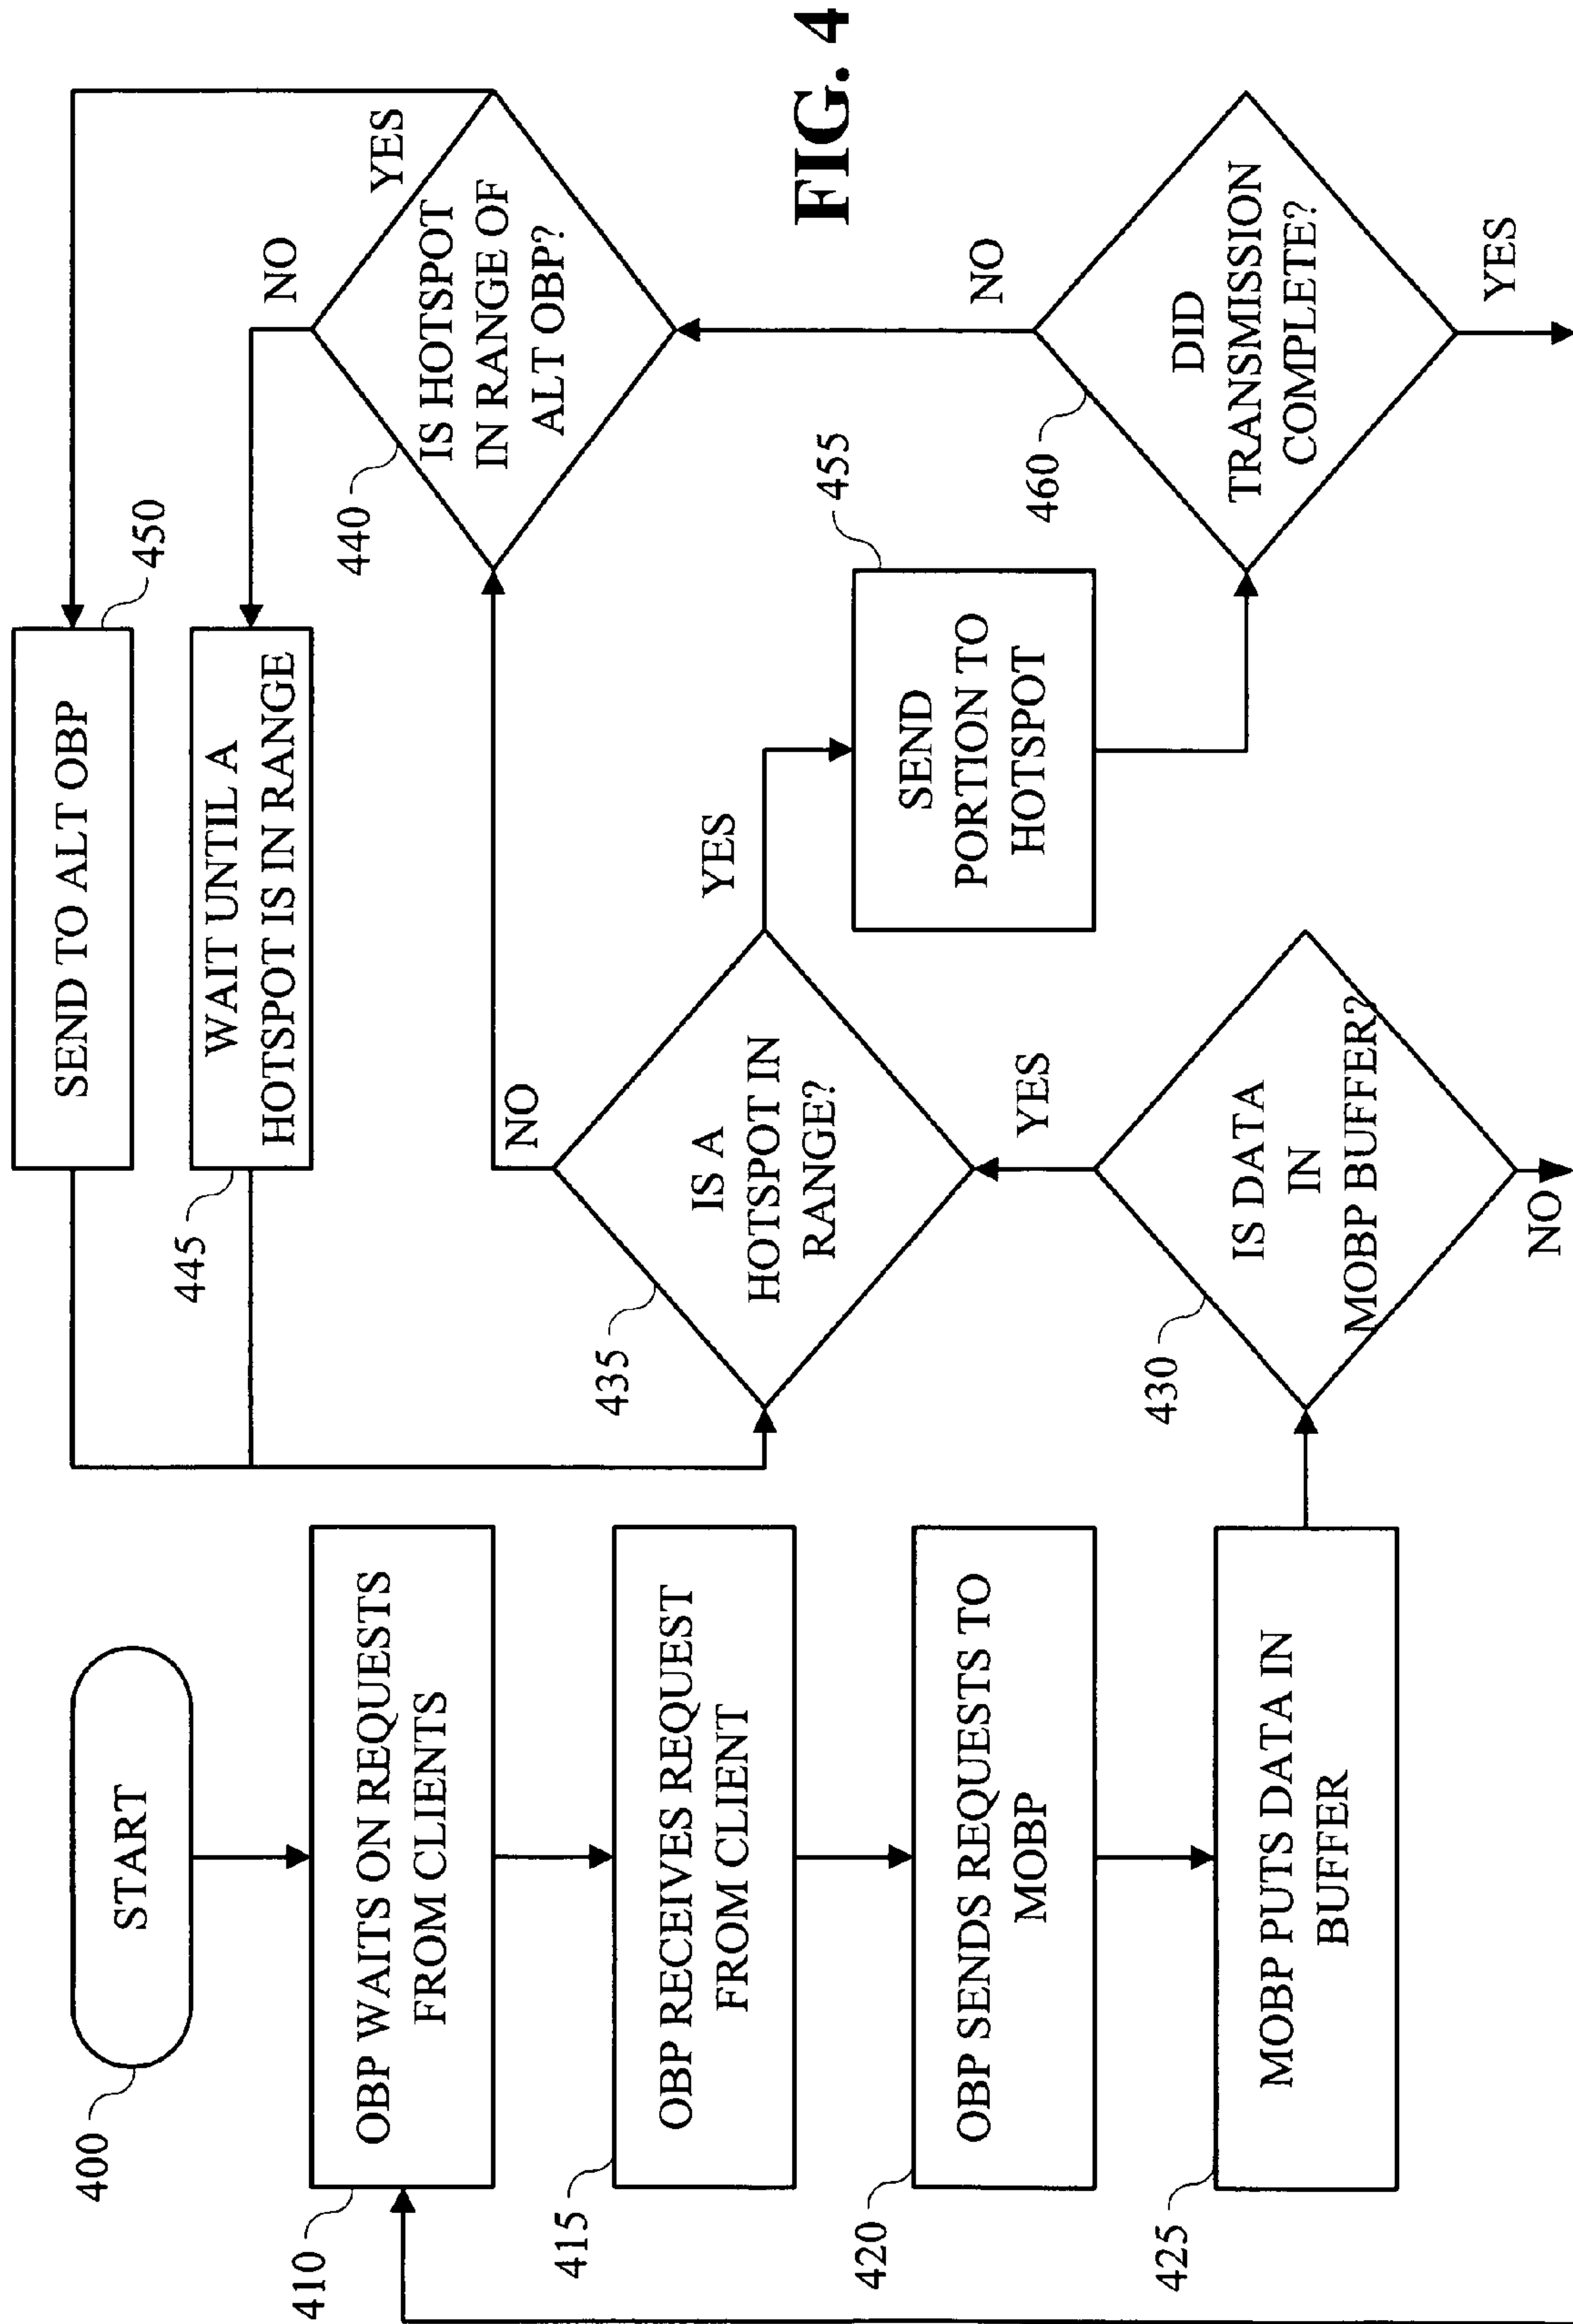 START
400
OBP WAITS ON REQUESTS
FROM CLIENTS
410
OBP RECEIVES REQUEST
FROM CLIENT
415
OBP SENDS REQUESTS TO
MOBP
420
MOBP PUTS DATA IN
BUFFER
425
IS DATA
IN
MOBP BUFFER?
430
YES
NO
IS A
HOTSPOT IN
RANGE?
435
NO
YES
SEND TO ALT OBP
450
WAIT UNTIL A
HOTSPOT IS IN RANGE
445
IS HOTSPOT
IN RANGE OF
ALT OBP?
440
NO
YES
SEND
PORTION TO
HOTSPOT
455
DID
TRANSMISSION
COMPLETE?
460
NO
YES
FIG. 4